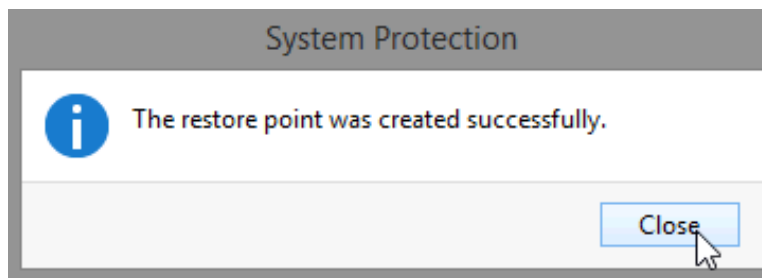 System Protection
The restore point was created successfully.
Close